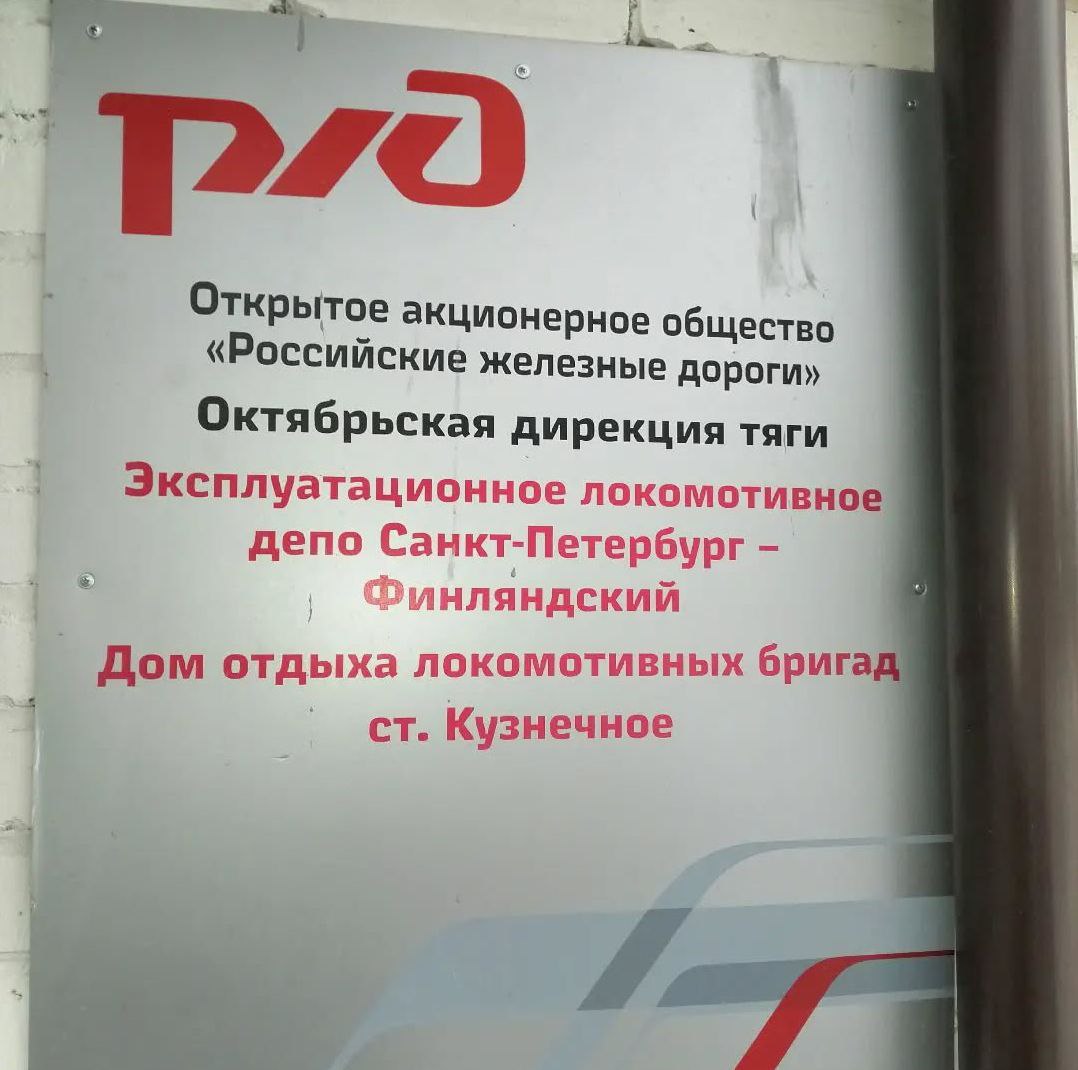 РЖД
Открытое акционерное общество
«Российские железные дороги»
Октябрьская дирекция тяги
Эксплуатационное локомотивное
депо Санкт-Петербург –
Финляндский
Дом отдыха локомотивных бригад
ст. Кузнечное